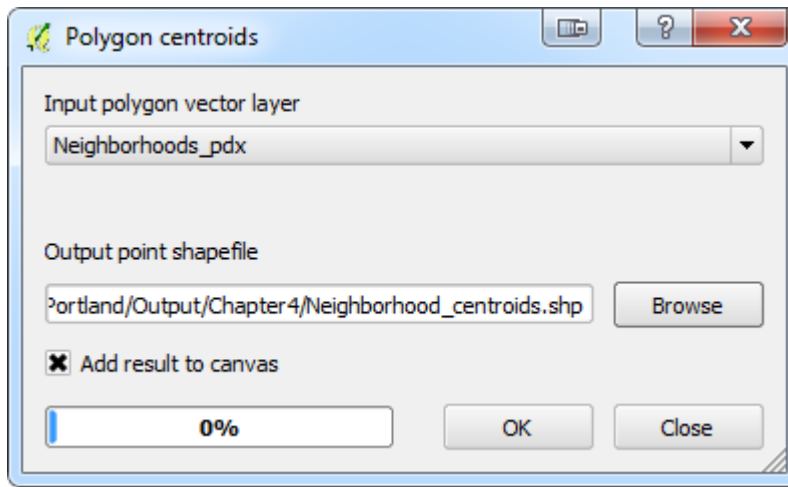 Polygon centroids
Input polygon vector layer
Neighborhoods_pdx
Output point shapefile
Portland/Output/Chapter4/Neighborhood_centroids.shp
Browse
Add result to canvas
0%
OK
Close